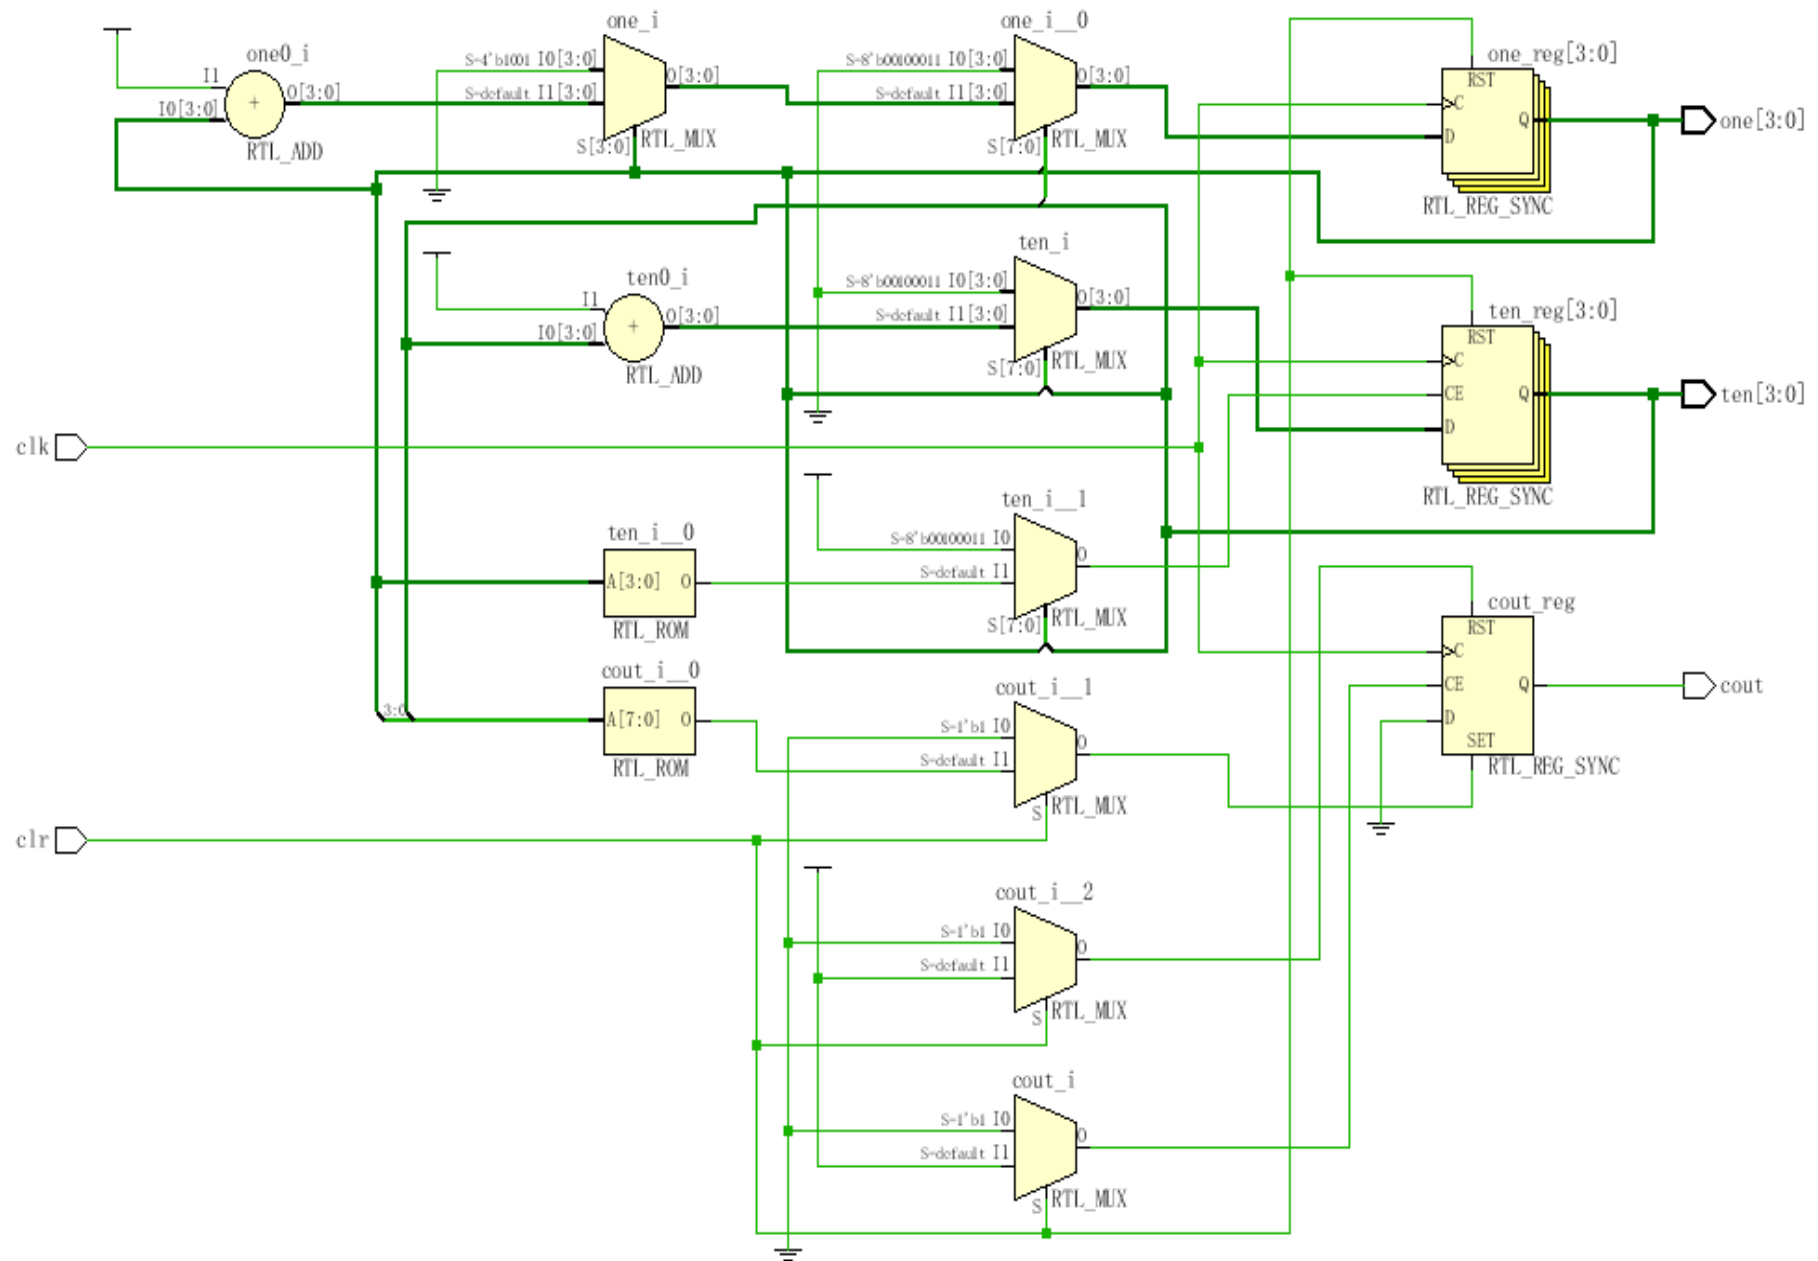 one0_i
I1
I0[3:0]
O[3:0]
+
RTL_ADD
one_i
S=4'b1001 I0[3:0]
S=default I1[3:0]
O[3:0]
S[3:0]
RTL_MUX
one_i__0
S=8'b00100011 I0[3:0]
S=default I1[3:0]
O[3:0]
S[7:0]
RTL_MUX
one_reg[3:0]
RST
C
D
Q
RTL_REG_SYNC
one[3:0]
ten0_i
I1
I0[3:0]
O[3:0]
+
RTL_ADD
ten_i
S=8'b00100011 I0[3:0]
S=default I1[3:0]
O[3:0]
S[7:0]
RTL_MUX
ten_reg[3:0]
RST
C
CE
D
Q
RTL_REG_SYNC
ten[3:0]
clk
ten_i__0
A[3:0] O
RTL_ROM
ten_i__1
S=8'b00100011 I0
S=default I1
O
S[7:0]
RTL_MUX
cout_i__0
3:0
A[7:0] O
RTL_ROM
cout_i__1
S=1'b1 I0
S=default I1
O
S
RTL_MUX
cout_reg
RST
C
CE
D
Q
SET
RTL_REG_SYNC
cout
clr
cout_i__2
S=1'b1 I0
S=default I1
O
S
RTL_MUX
cout_i
S=1'b1 I0
S=default I1
O
S
RTL_MUX